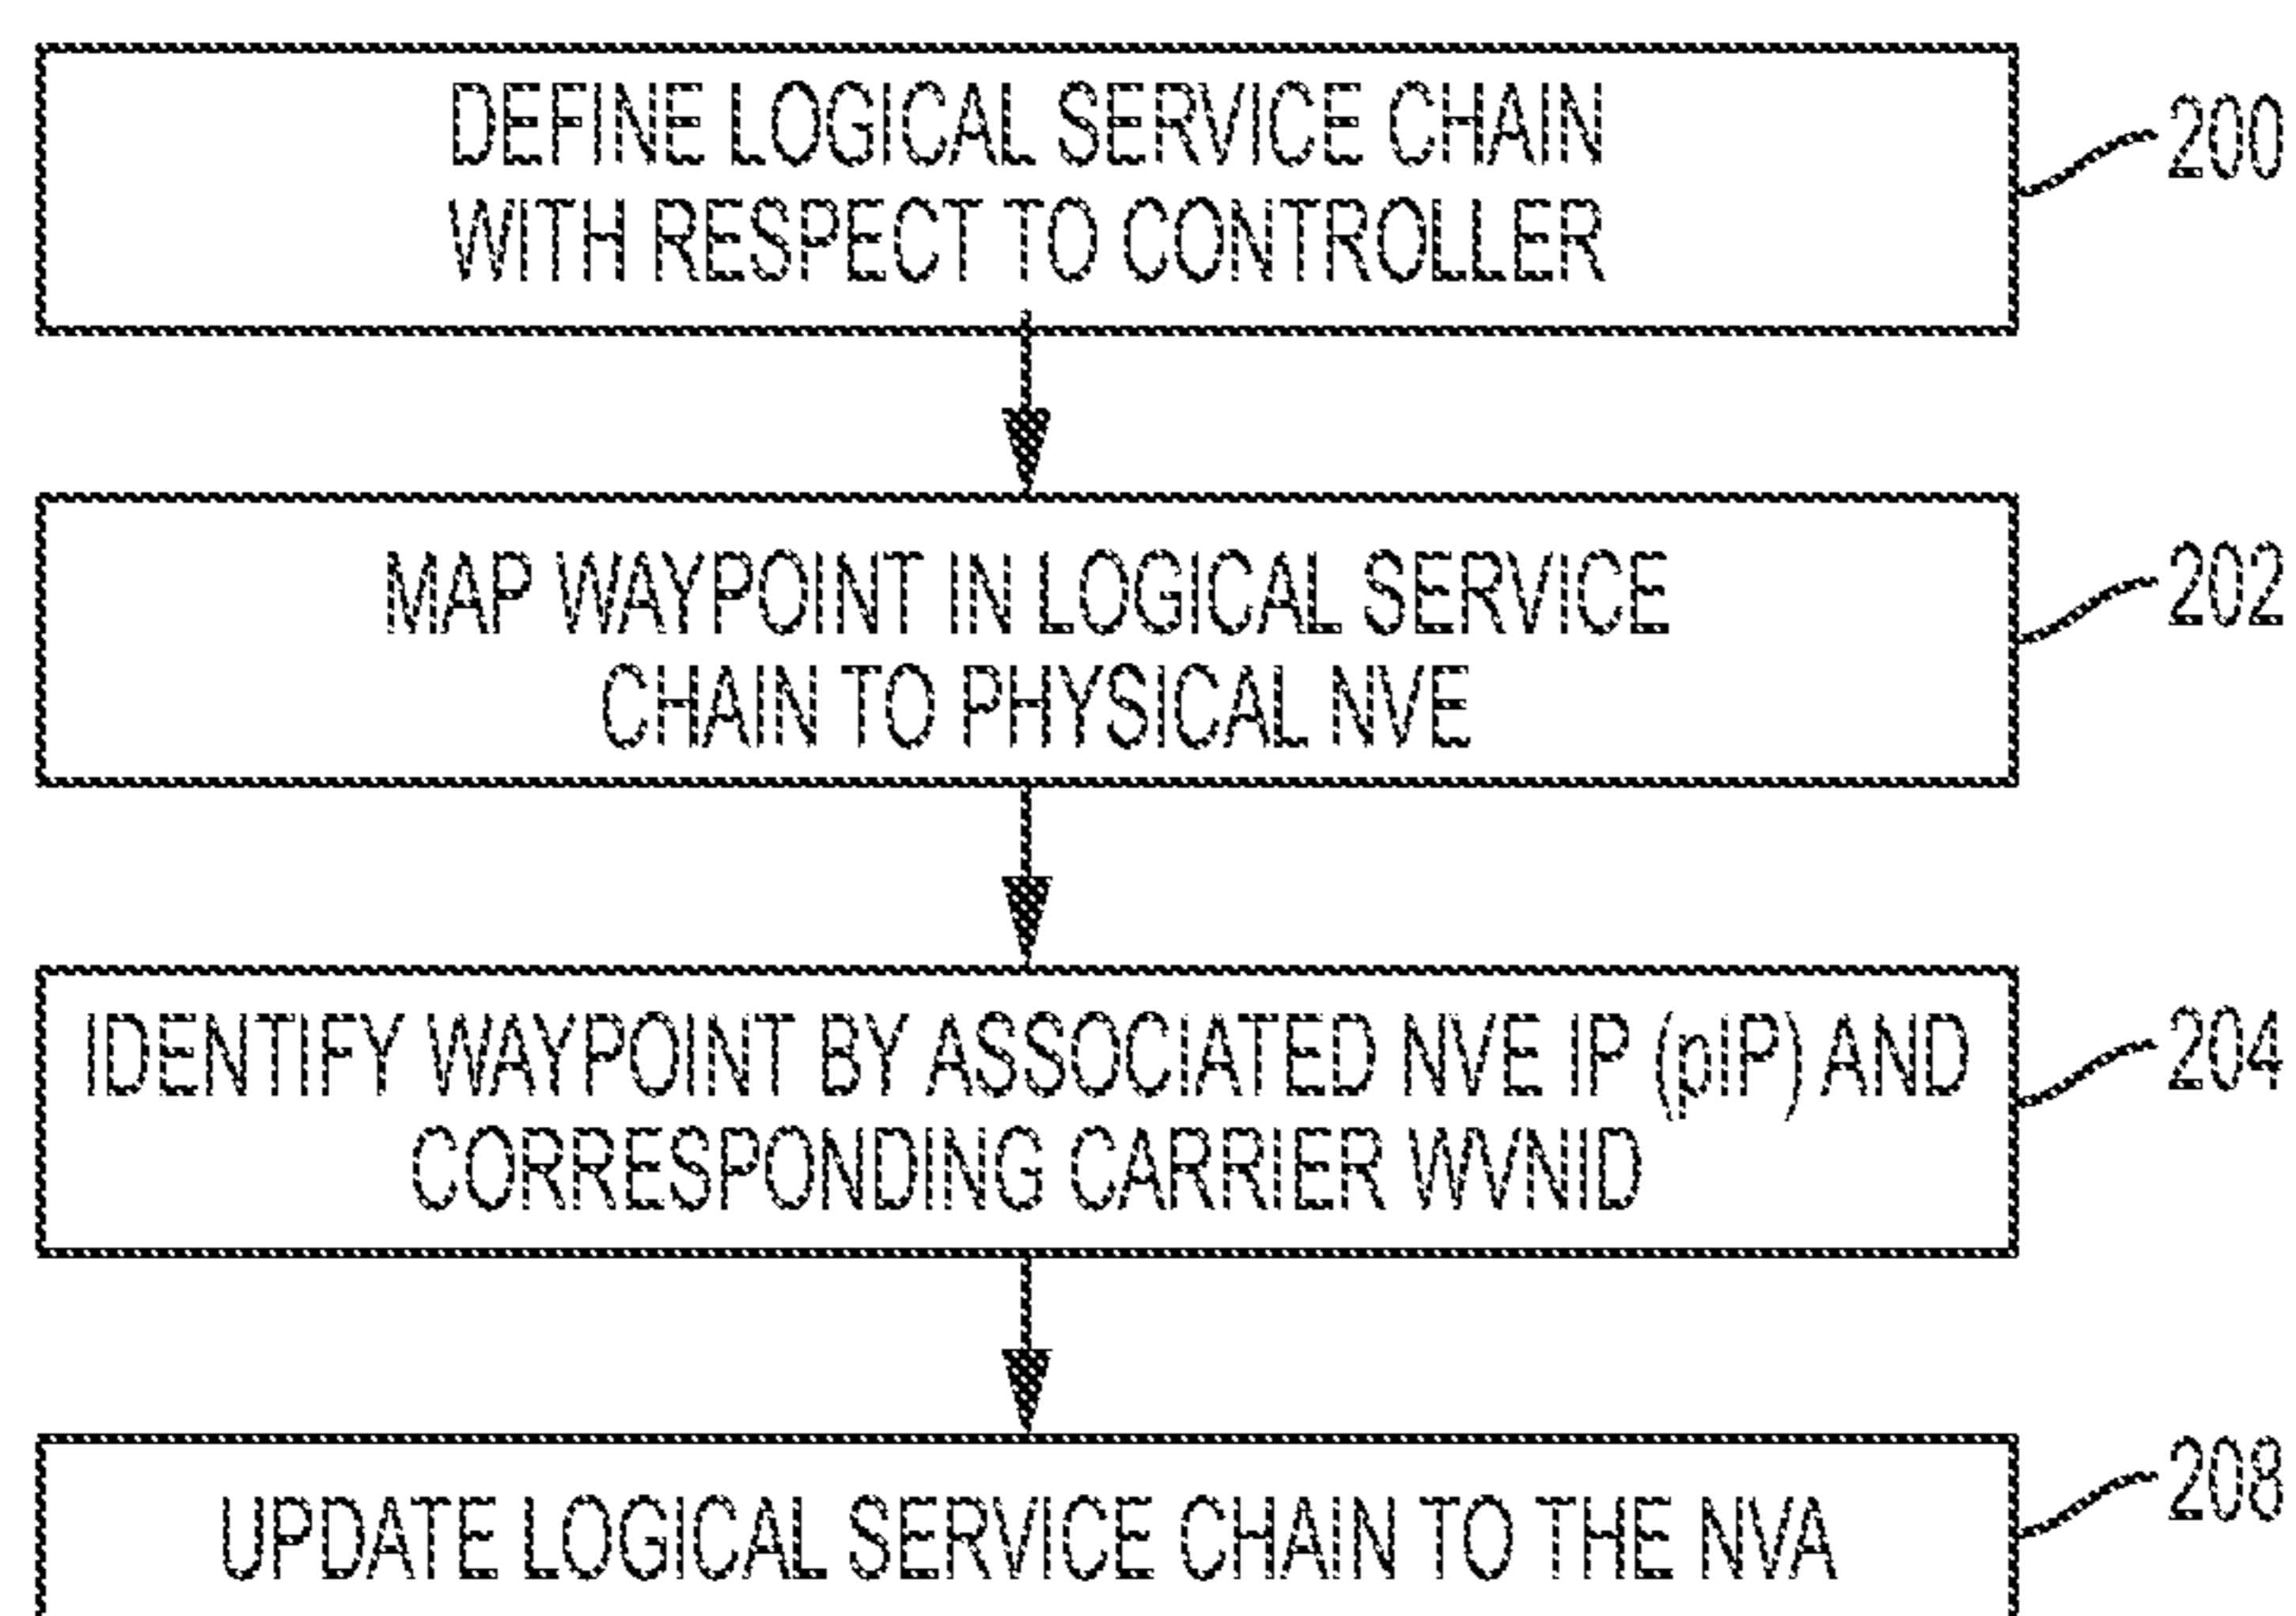 DEFINE LOGICAL SERVICE CHAIN
WITH RESPECT TO CONTROLLER
200
MAP WAYPOINT IN LOGICAL SERVICE
CHAIN TO PHYSICAL NVE
202
IDENTIFY WAYPOINT BY ASSOCIATED NVE IP (pIP) AND
CORRESPONDING CARRIER WVNID
204
UPDATE LOGICAL SERVICE CHAIN TO THE NVA
208